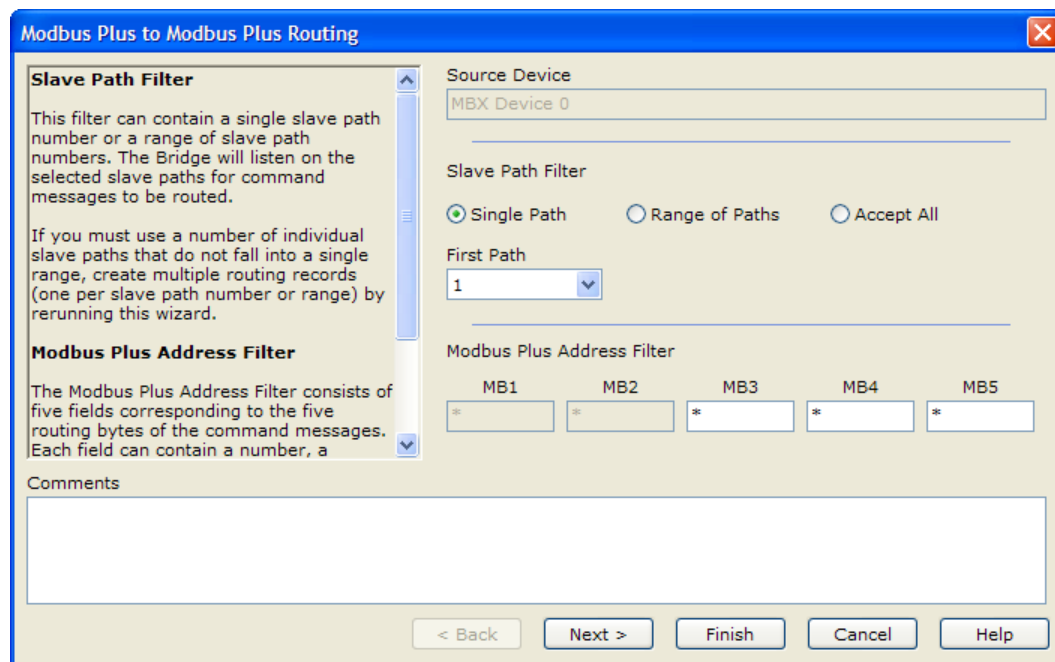 Modbus Plus to Modbus Plus Routing
Slave Path Filter
This filter can contain a single slave path
number or a range of slave path
numbers. The Bridge will listen on the
selected slave paths for command
messages to be routed.
If you must use a number of individual
slave paths that do not fall into a single
range, create multiple routing records
(one per slave path number or range) by
rerunning this wizard.
Modbus Plus Address Filter
The Modbus Plus Address Filter consists of
five fields corresponding to the five
routing bytes of the command messages.
Each field can contain a number, a
Source Device
MBX Device 0
Slave Path Filter
Single Path Range of Paths Accept All
First Path
1
Modbus Plus Address Filter
MB1 MB2 MB3 MB4 MB5
* * * * *
Comments
< Back Next > Finish Cancel Help